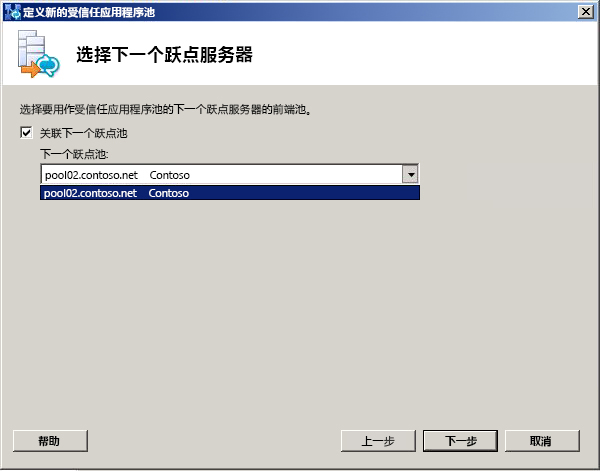 定义新的受信任应用程序池
选择下一个跃点服务器
选择要用作受信任应用程序池的下一个跃点服务器的前端池。
关联下一个跃点池
下一个跃点池:
pool02.contoso.net Contoso
pool02.contoso.net Contoso
帮助 上一步 下一步 取消